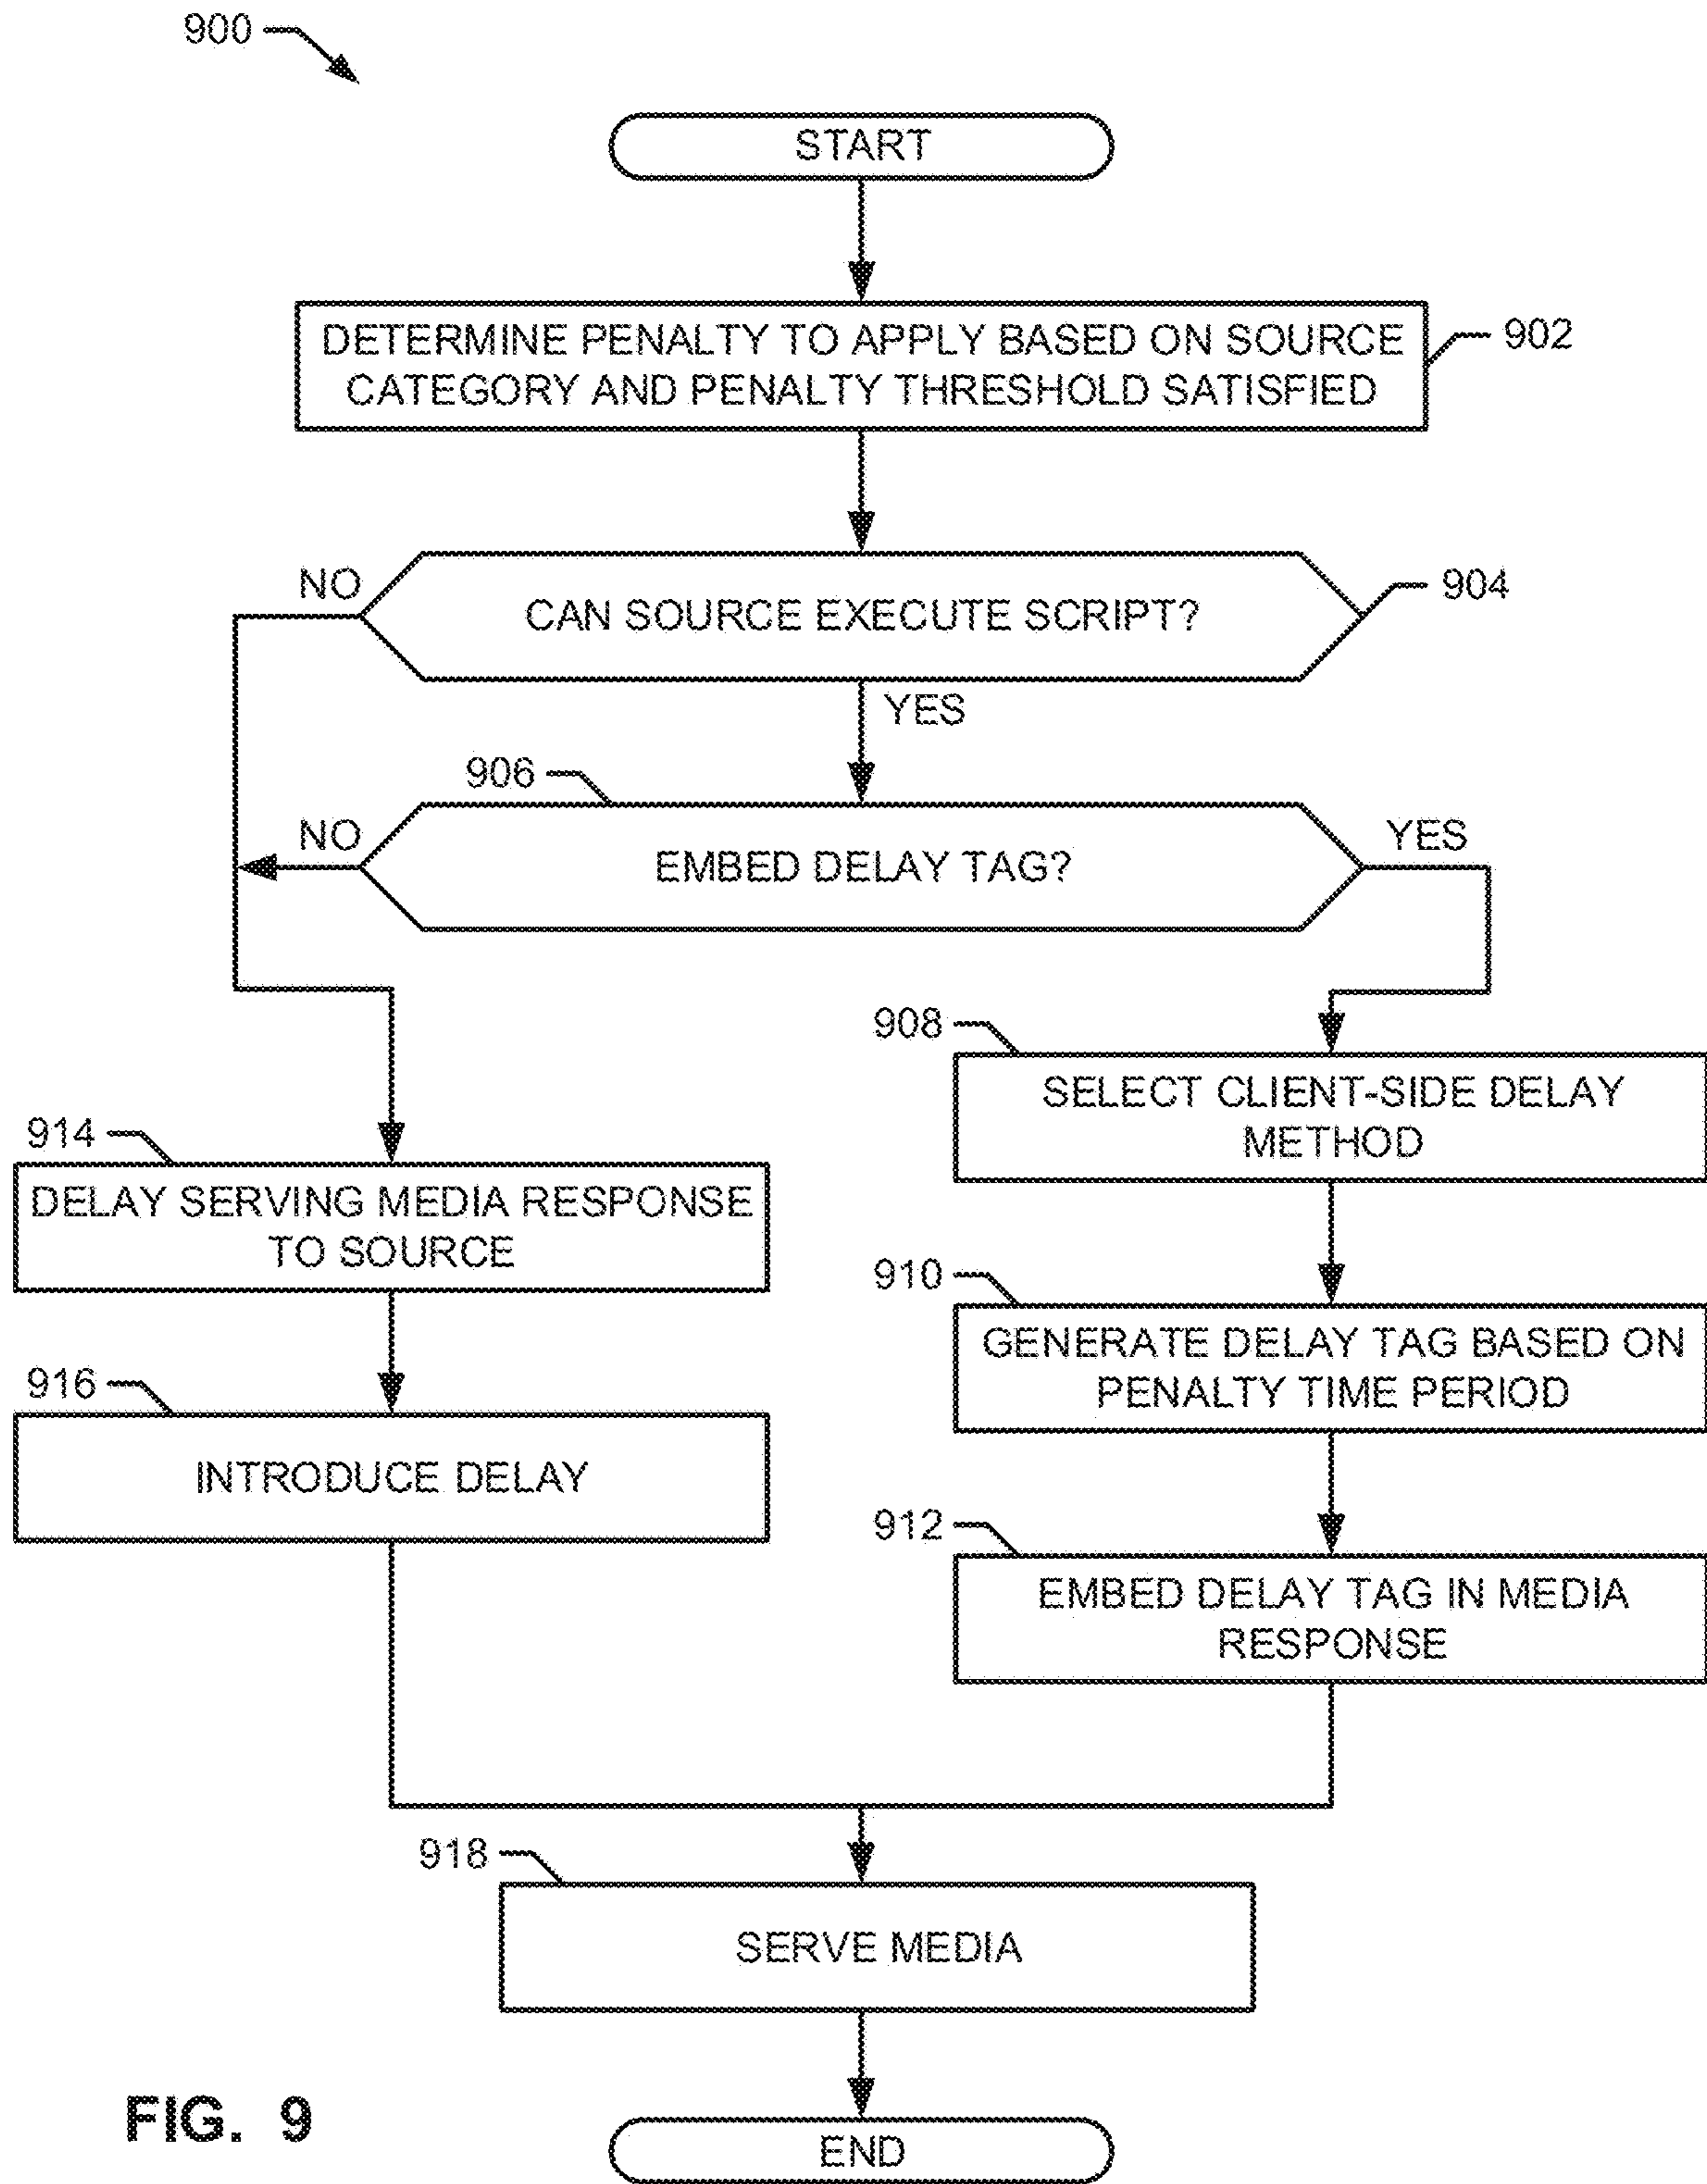 900
START
DETERMINE PENALTY TO APPLY BASED ON SOURCE
CATEGORY AND PENALTY THRESHOLD SATISFIED
902
NO
CAN SOURCE EXECUTE SCRIPT?
904
YES
906
NO
EMBED DELAY TAG?
YES
908
SELECT CLIENT-SIDE DELAY
METHOD
914
DELAY SERVING MEDIA RESPONSE
TO SOURCE
910
GENERATE DELAY TAG BASED ON
PENALTY TIME PERIOD
916
INTRODUCE DELAY
912
EMBED DELAY TAG IN MEDIA
RESPONSE
918
SERVE MEDIA
END
FIG. 9